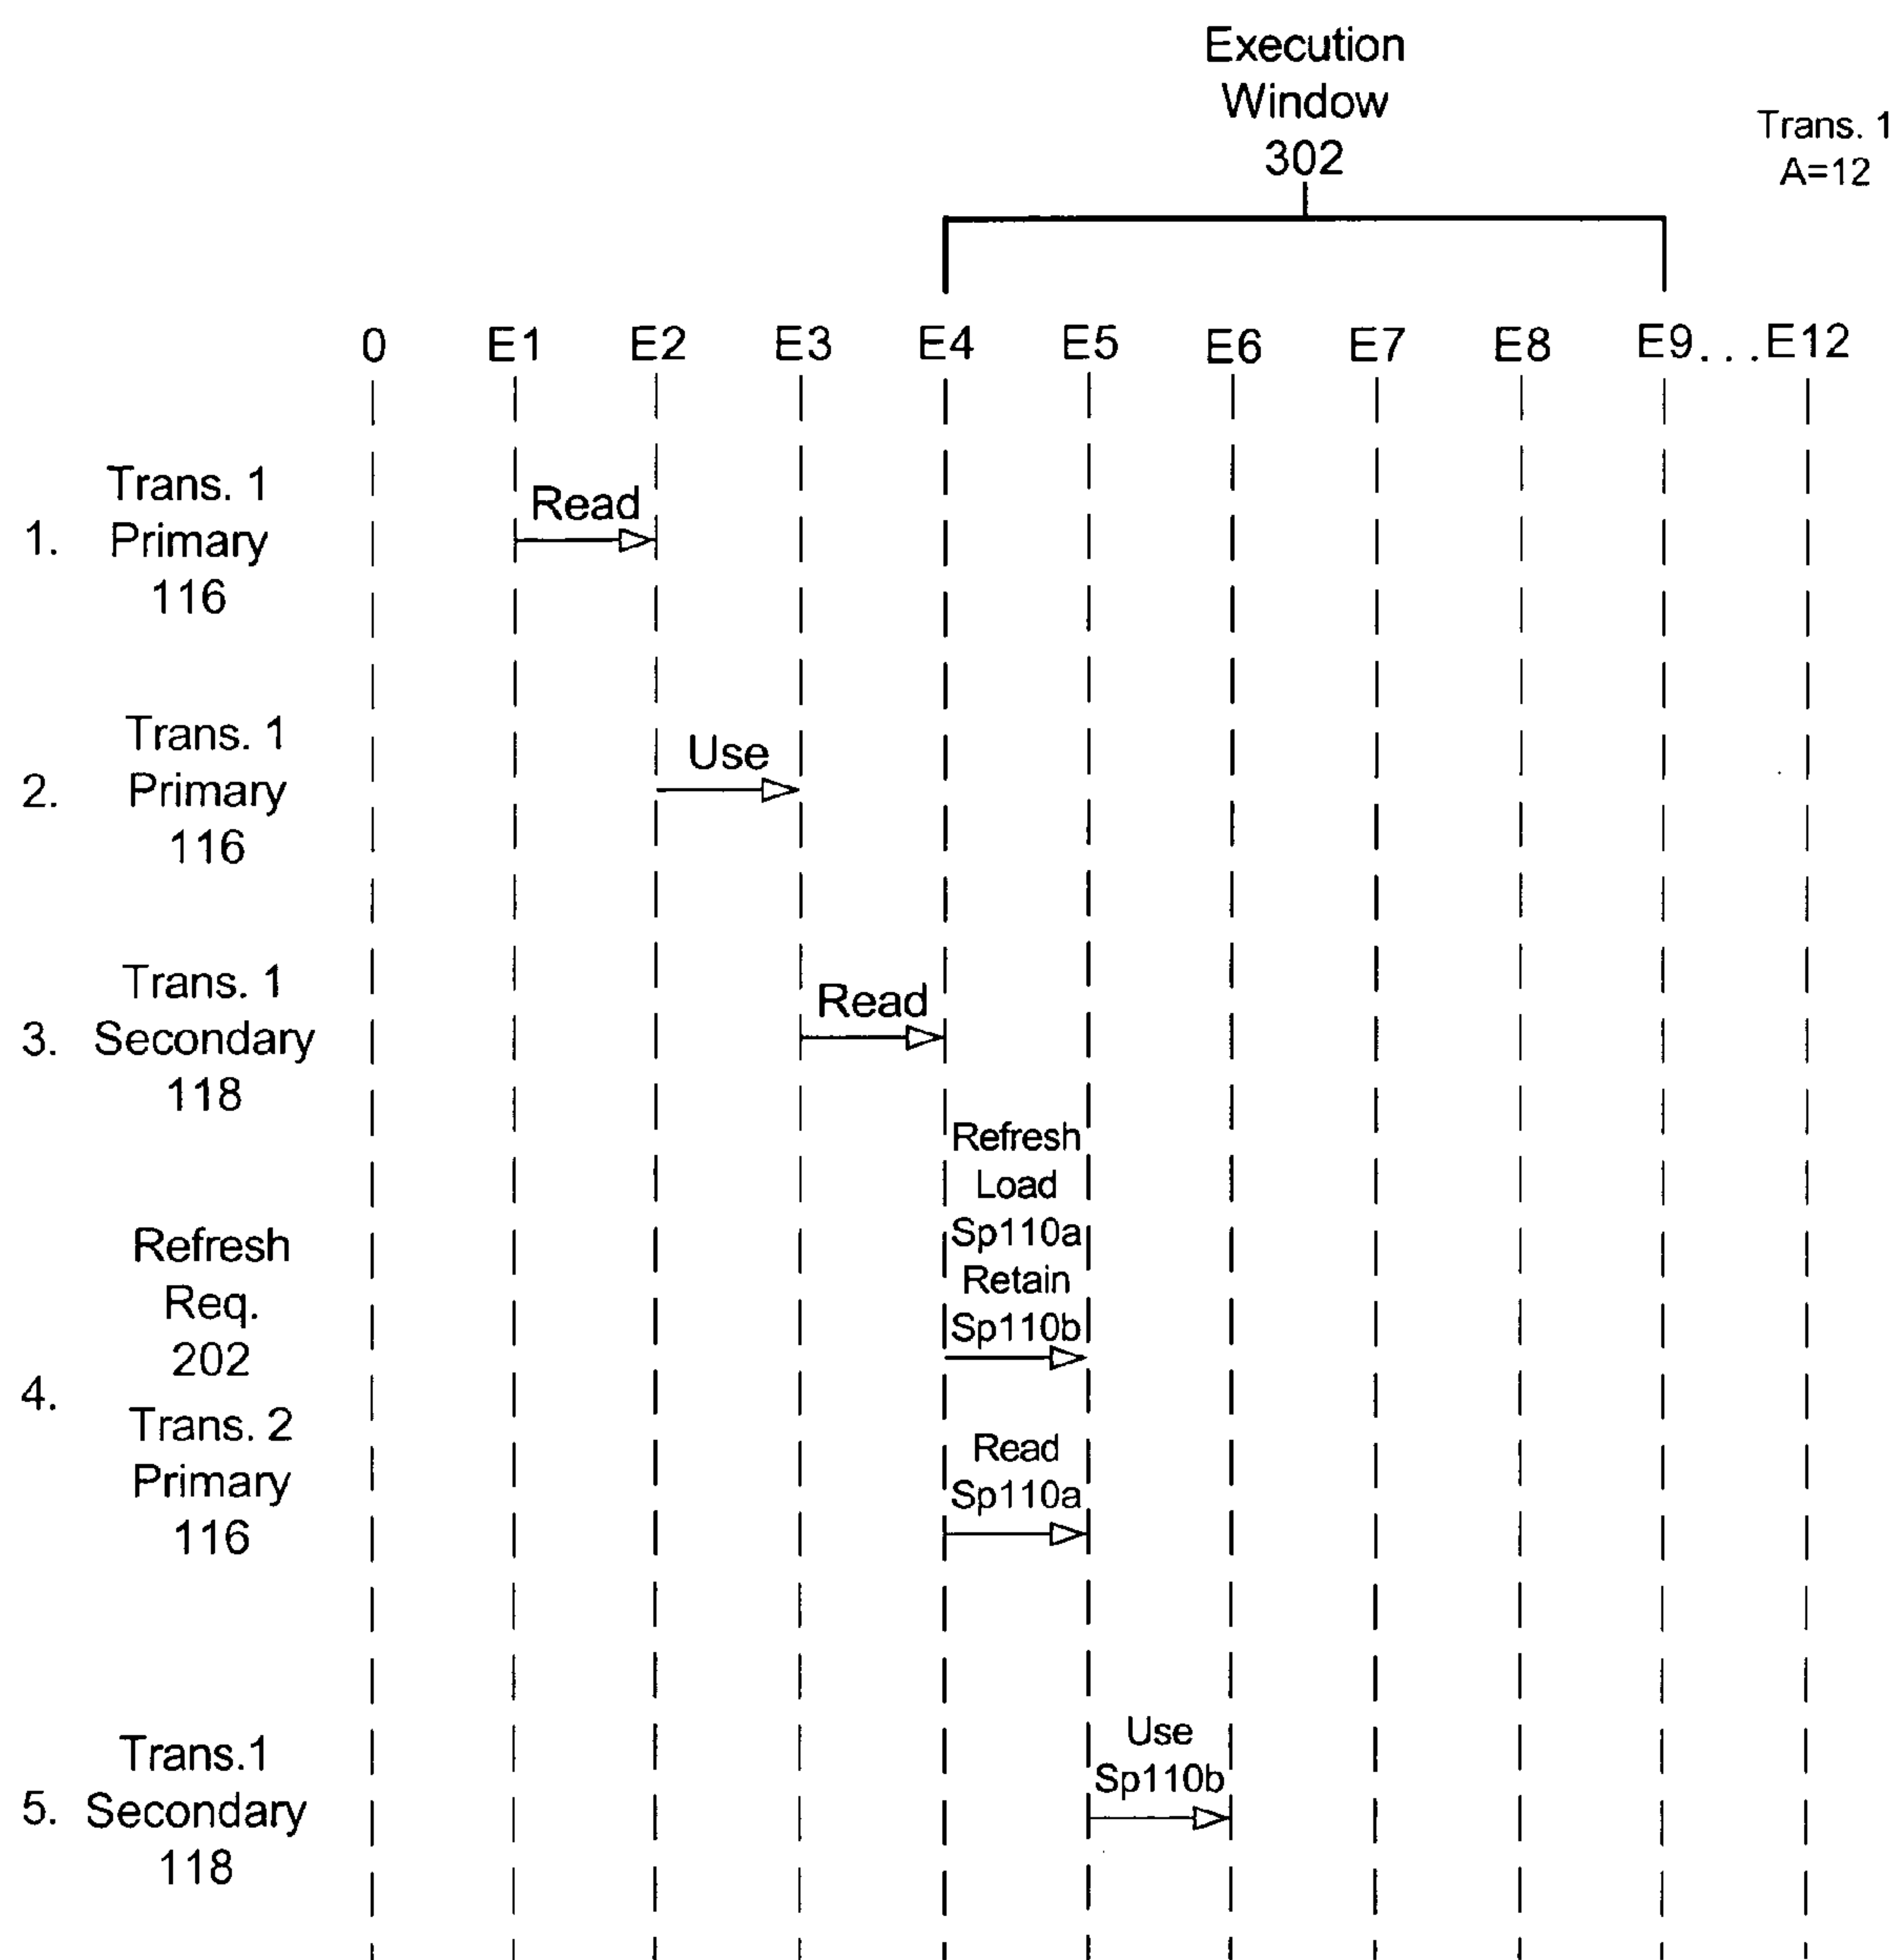 Execution
Window
302
Trans. 1
A=12
0 E1 E2 E3 E4 E5 E6 E7 E8 E9...E12
1. Trans. 1
Primary
116
Read
2. Trans. 1
Primary
116
Use
3. Trans. 1
Secondary
118
Read
4. Refresh
Req.
202
Refresh
Load
Sp110a
Retain
Sp110b
Trans. 2
Primary
116
Read
Sp110a
5. Trans.1
Secondary
118
Use
Sp110b